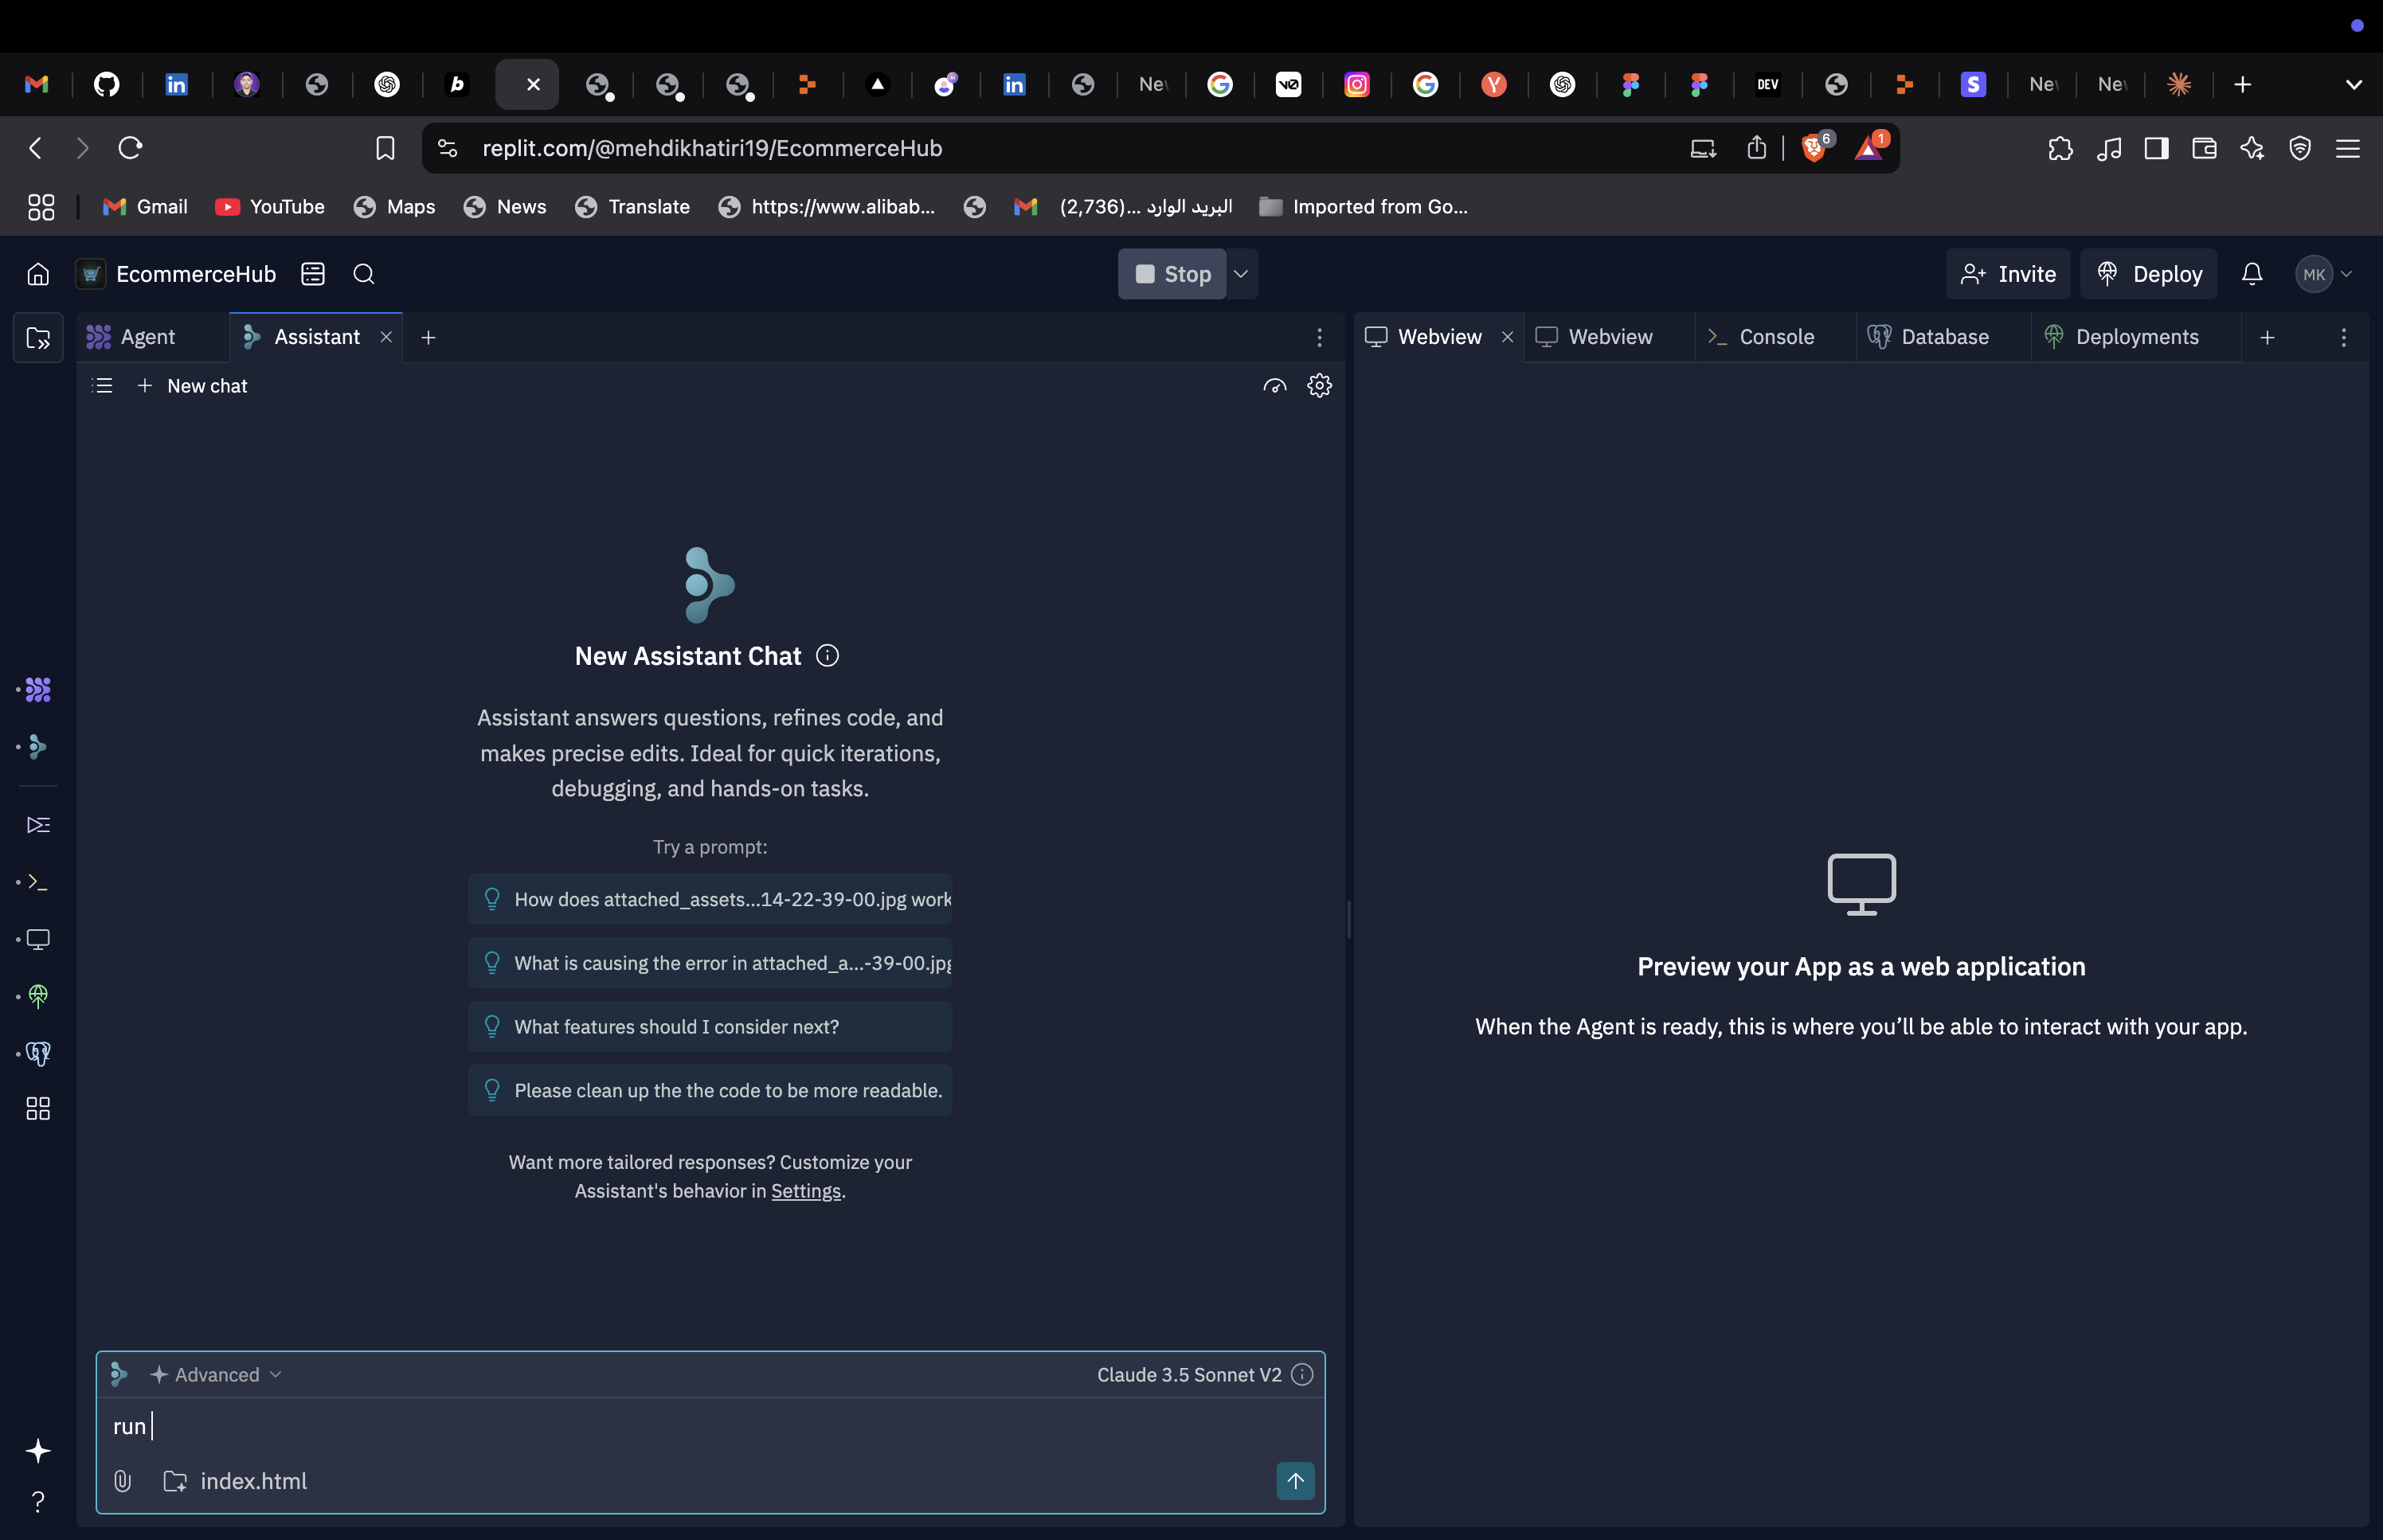 Nev
Nev
Nev
DEV
replit.com/@mehdikhatiri19/EcommerceHub
6
1
Gmail
YouTube
Maps
News
Translate
https://www.alibab...
(2,736)... البريد الوارد
Imported from Go...
EcommerceHub
Stop
Invite
Deploy
MK
Agent
Assistant
Webview
Webview
Console
Database
Deployments
New chat
New Assistant Chat
Assistant answers questions, refines code, and
makes precise edits. Ideal for quick iterations,
debugging, and hands-on tasks.
Try a prompt:
How does attached_assets...14-22-39-00.jpg work
What is causing the error in attached_a...-39-00.jpg
What features should I consider next?
Please clean up the the code to be more readable.
Want more tailored responses? Customize your
Assistant's behavior in Settings.
Preview your App as a web application
When the Agent is ready, this is where you’ll be able to interact with your app.
Advanced
Claude 3.5 Sonnet V2
run
index.html